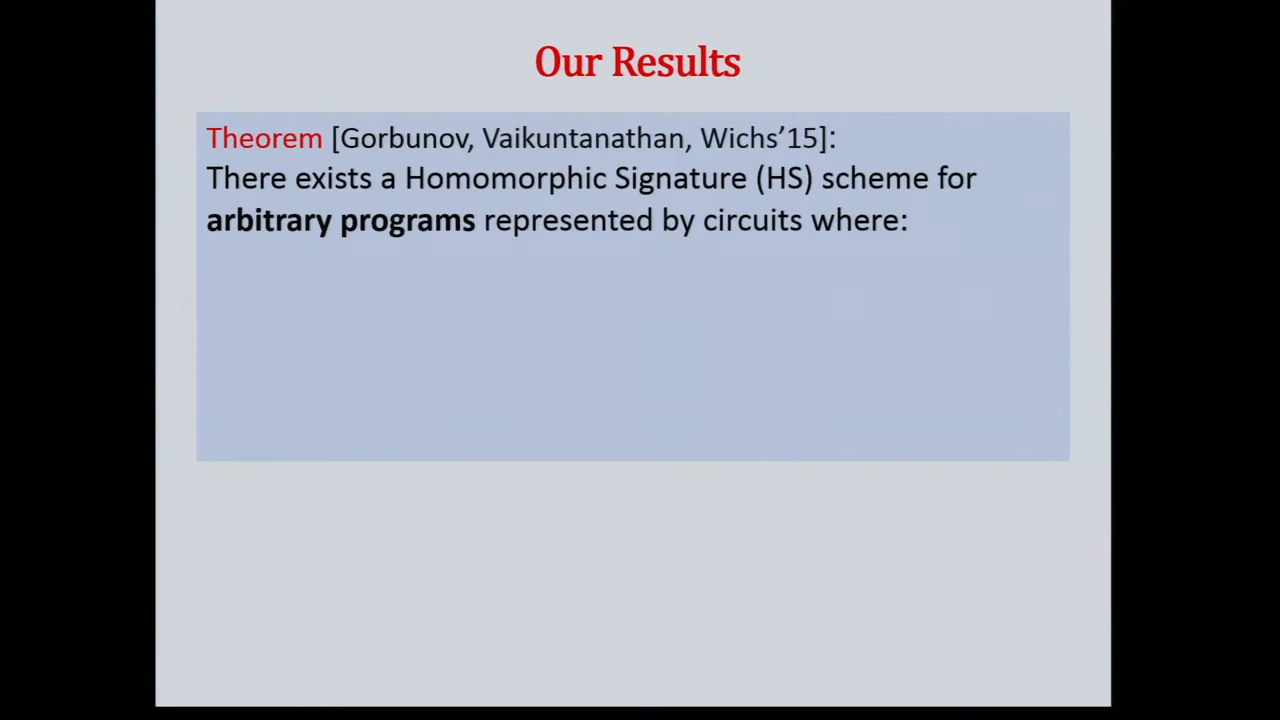 Our Results
Theorem [Gorbunov, Vaikuntanathan, Wichs’15]:
There exists a Homomorphic Signature (HS) scheme for
arbitrary programs represented by circuits where: